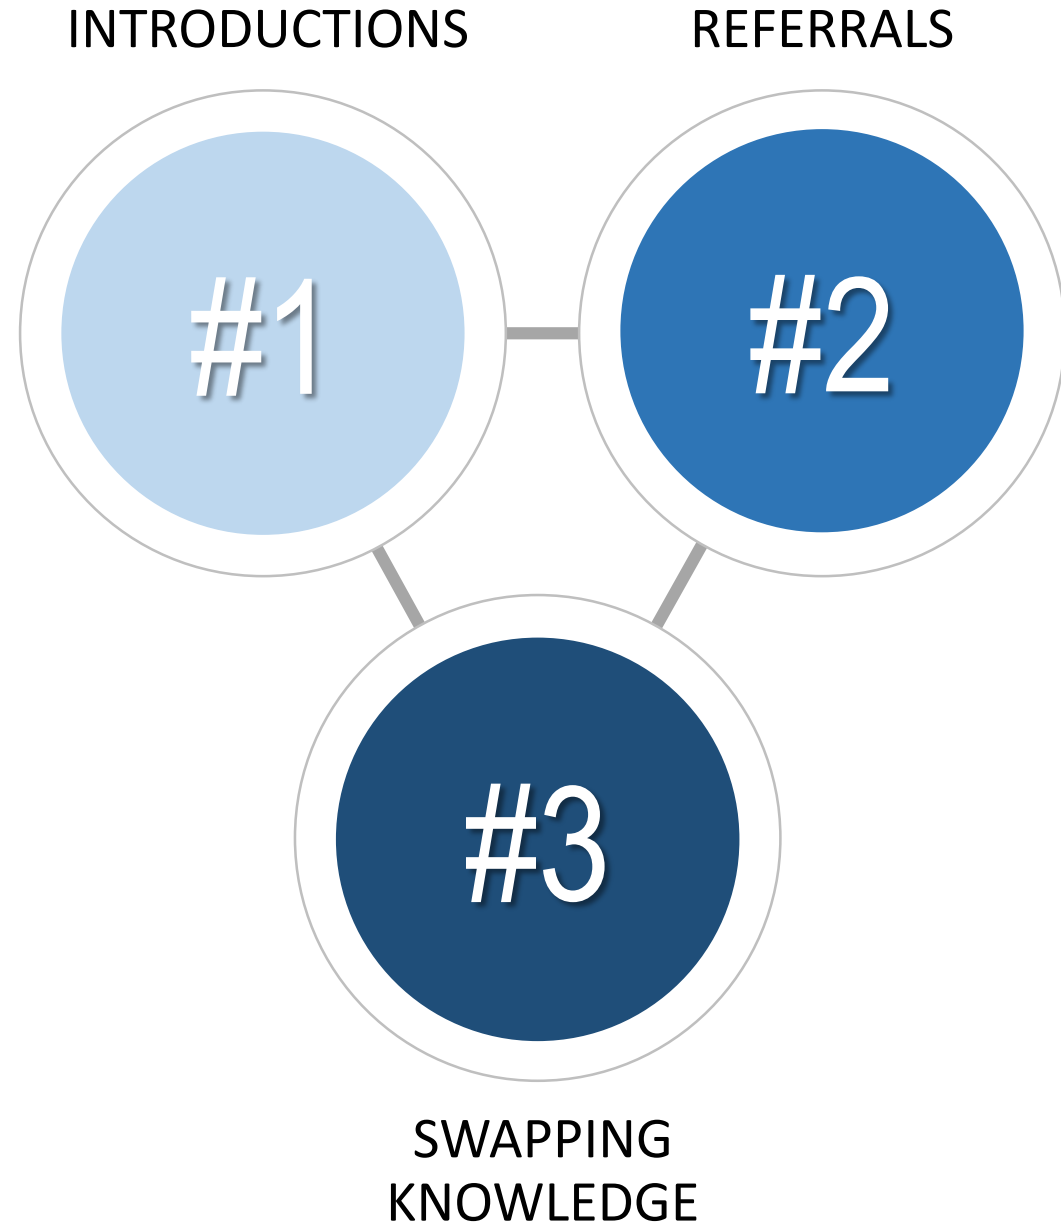 INTRODUCTIONS
REFERRALS
#1
#2
#3
SWAPPING
KNOWLEDGE